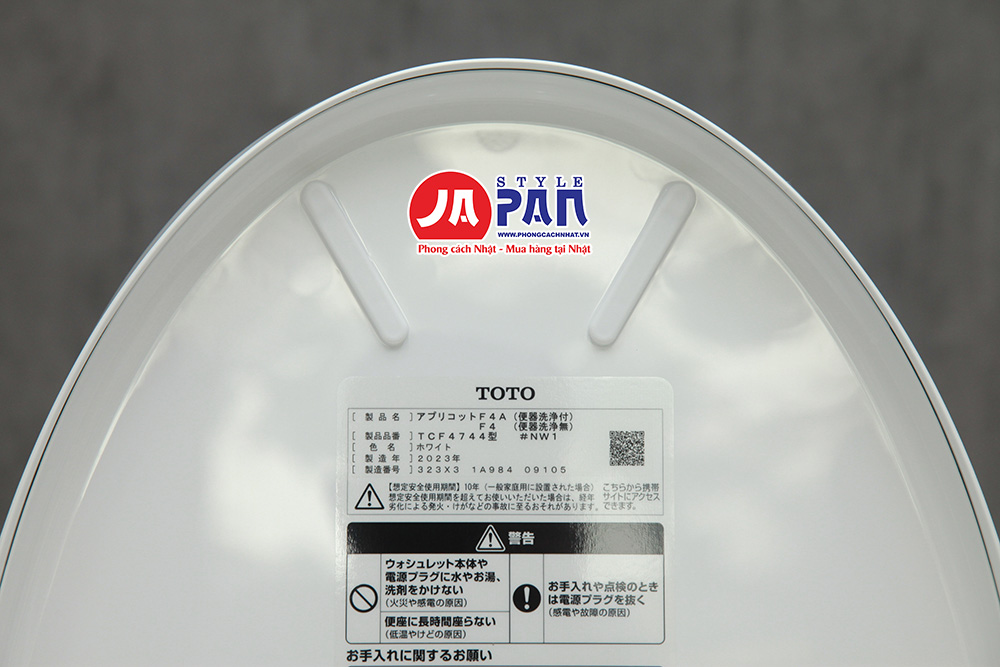 STYLE
JAPAN
WWW.PHONGCACHNHAT.VN
Phong cách Nhật - Mua hàng tại Nhật
TOTO
[ 製品名 ] アプリコットF4A (便器洗浄付)
F4 (便器洗浄無)
[ 製品品番 ] TCF4744型 #NW1
[ 色名 ] ホワイト
[ 製造年 ] 2023年
[ 製造番号 ] 323X3 1A984 09105
【想定安全使用期間】10年 (一般家庭用に設置された場合)
想定安全使用期間を超えてお使いいただいた場合は、経年
劣化による発火・けがなどの事故に至るおそれがあります。
こちらから携帯
サイトにアクセス
できます。
警告
ウォシュレット本体や
電源プラグに水やお湯、
洗剤をかけない
(火災や感電の原因)
便座に長時間座らない
(低温やけどの原因)
お手入れや点検のとき
は電源プラグを抜く
(感電や故障の原因)
お手入れに関するお願い